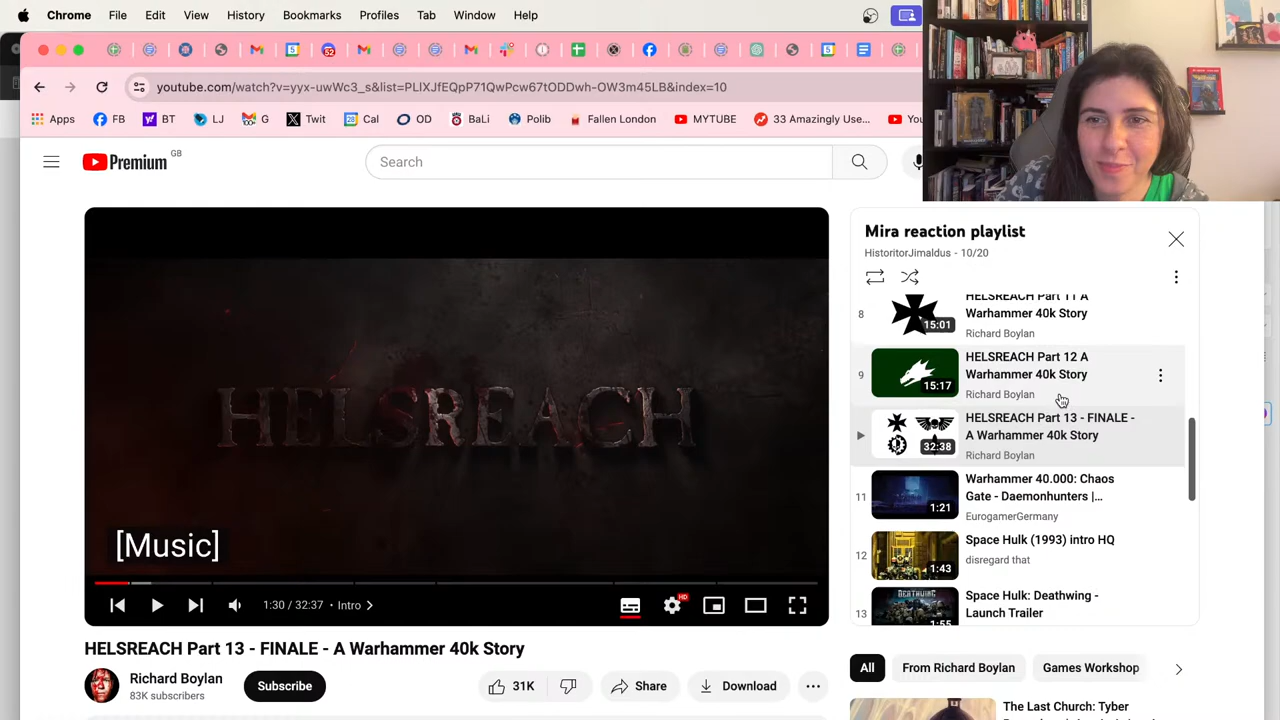 Chrome File Edit View History Bookmarks Profiles Tab Window Help
youtube.com/watch?v=yyx-uwWc3_s&list=
Apps FB BT LJ G Twit Cal OD BaLi Polib Fallen London MYTUBE 33 Amazingly Use... You
Premium GB
Search
HELSREACH
[Music]
1:30 / 32:37 • Intro
HD
HELSREACH Part 13 - FINALE - A Warhammer 40k Story
Richard Boylan
83K subscribers
Subscribe
31K
Share
Download
Mira reaction playlist
HistoritorJimaldus - 10/20
8
15:01
HELSREACH Part 11 A
Warhammer 40k Story
Richard Boylan
9
15:17
HELSREACH Part 12 A
Warhammer 40k Story
Richard Boylan
32:38
HELSREACH Part 13 - FINALE -
A Warhammer 40k Story
Richard Boylan
11
1:21
Warhammer 40.000: Chaos
Gate - Daemonhunters |...
EurogamerGermany
12
1:43
Space Hulk (1993) intro HQ
disregard that
13
DEATHWING
1:55
Space Hulk: Deathwing -
Launch Trailer
All
From Richard Boylan
Games Workshop
The Last Church: Tyber